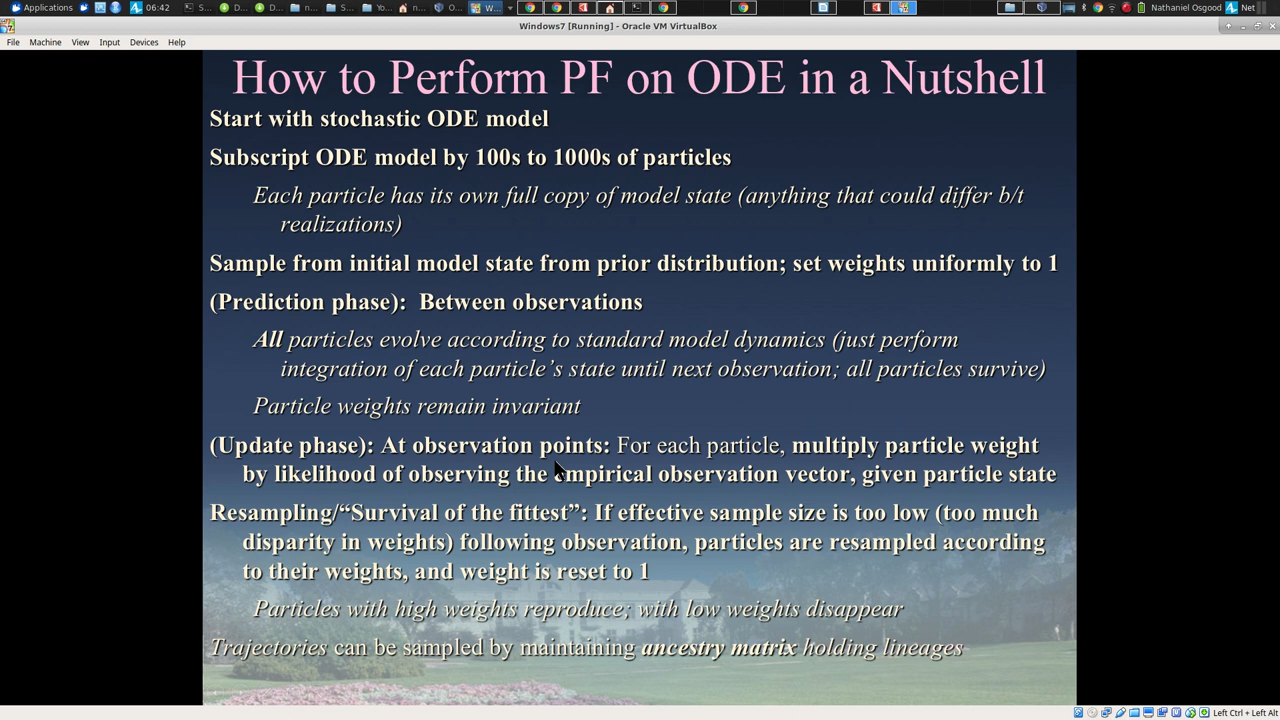 Applications
06:42
S...
D...
D...
n...
S...
Yo...
n...
O...
W...
Nathaniel Osgood
Net
Windows7 [Running] - Oracle VM VirtualBox
File Machine View Input Devices Help
How to Perform PF on ODE in a Nutshell
Start with stochastic ODE model
Subscript ODE model by 100s to 1000s of particles
Each particle has its own full copy of model state (anything that could differ b/t
realizations)
Sample from initial model state from prior distribution; set weights uniformly to 1
(Prediction phase): Between observations
All particles evolve according to standard model dynamics (just perform
integration of each particle’s state until next observation; all particles survive)
Particle weights remain invariant
(Update phase): At observation points: For each particle, multiply particle weight
by likelihood of observing the empirical observation vector, given particle state
Resampling/“Survival of the fittest”: If effective sample size is too low (too much
disparity in weights) following observation, particles are resampled according
to their weights, and weight is reset to 1
Particles with high weights reproduce; with low weights disappear
Trajectories can be sampled by maintaining ancestry matrix holding lineages
Left Ctrl + Left Alt